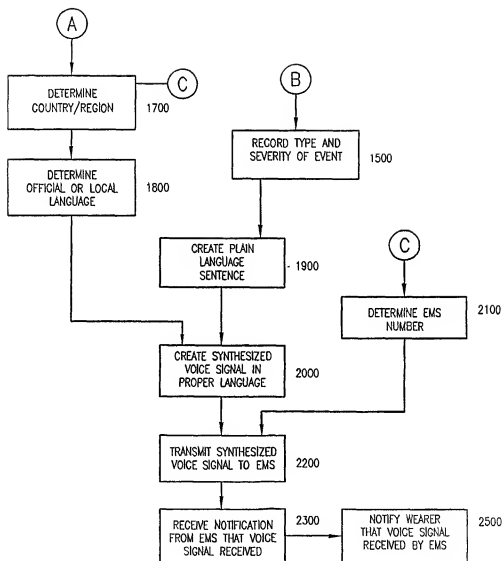 A
DETERMINE
COUNTRY/REGION
1700
C
B
DETERMINE
OFFICIAL OR LOCAL
LANGUAGE
1800
RECORD TYPE AND
SEVERITY OF EVENT
1500
CREATE PLAIN
LANGUAGE
SENTENCE
1900
C
DETERMINE EMS
NUMBER
2100
CREATE SYNTHESIZED
VOICE SIGNAL IN
PROPER LANGUAGE
2000
TRANSMIT SYNTHESIZED
VOICE SIGNAL TO EMS
2200
RECEIVE NOTIFICATION
FROM EMS THAT VOICE
SIGNAL RECEIVED
2300
NOTIFY WEARER
THAT VOICE SIGNAL
RECEIVED BY EMS
2500